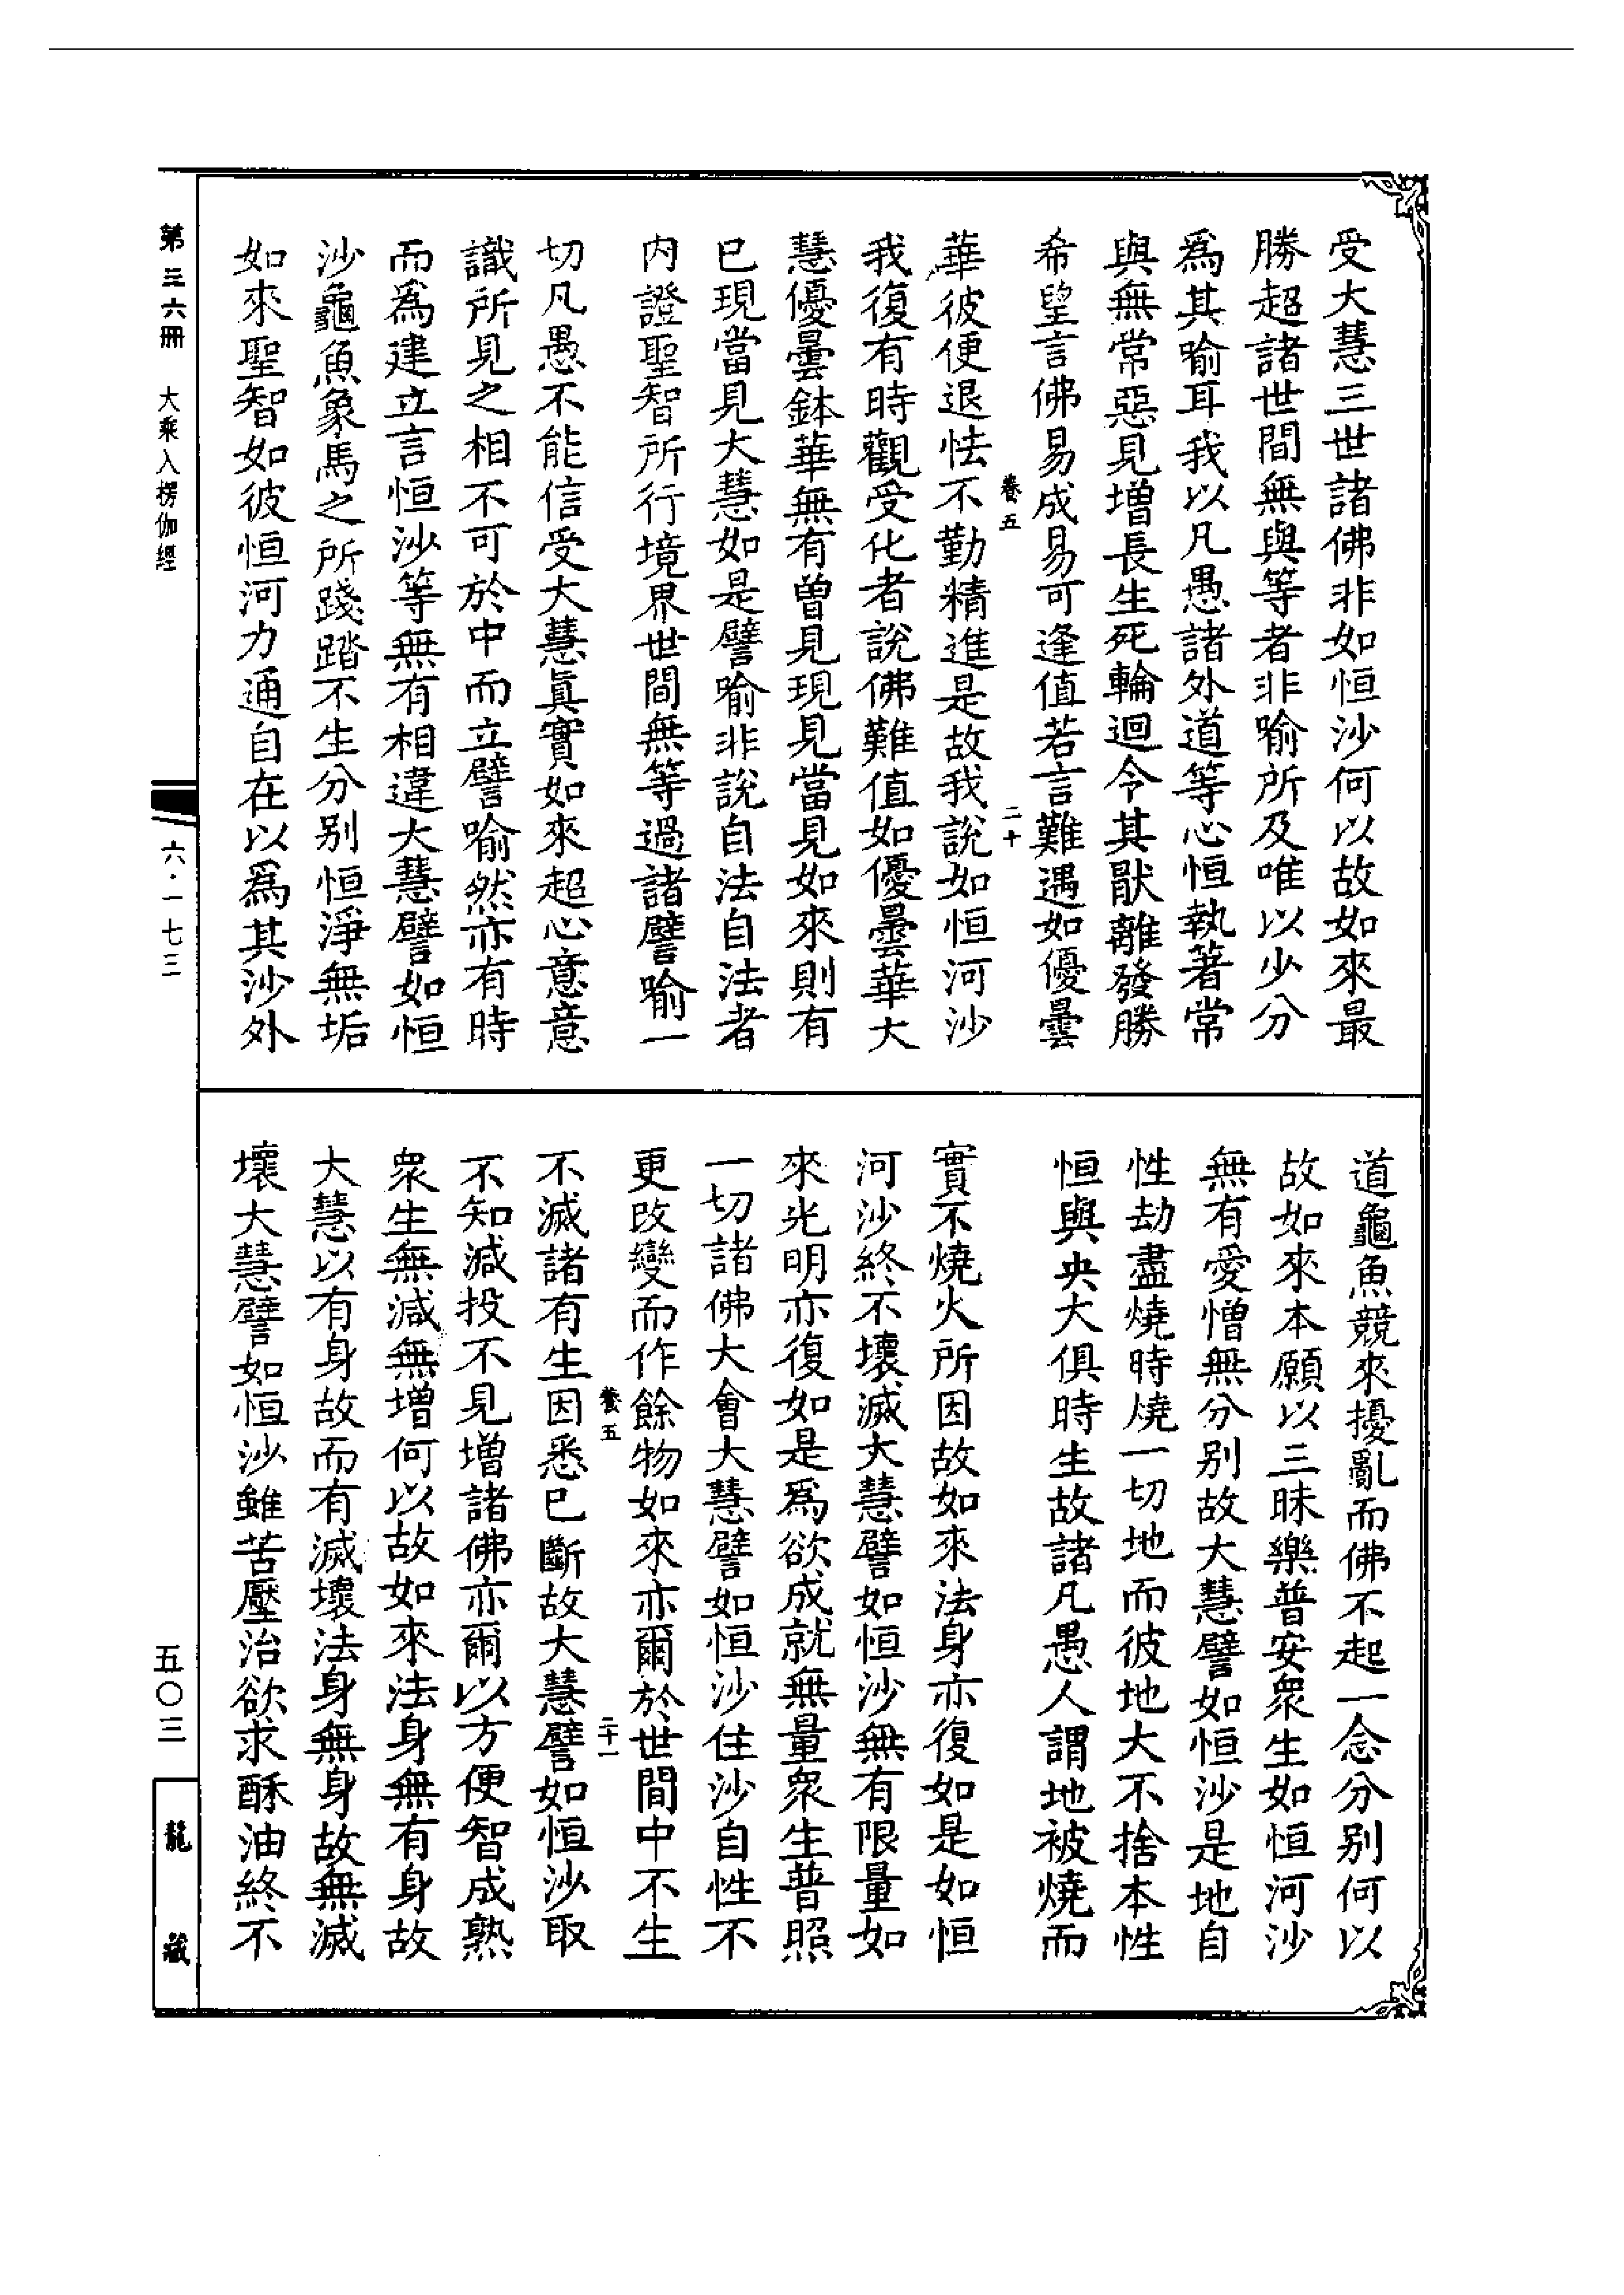 受大慧三世諸佛非如恒沙何以故如來最
勝超諸世間無與等者非喻所及唯以少分
爲其喻耳我以凡愚諸外道等心恒執著常
與無常惡見增長生死輪迴令其猒離發勝
希望言佛易成易可逢值若言難遇如優曇
卷五 二十
華彼便退怯不勤精進是故我說如恒河沙
我復有時觀受化者說佛難值如優曇華大
慧優曇鉢華無有曾見現見當見如來則有
已現當見大慧如是譬喻非說自法自法者
内證聖智所行境界世間無等過諸譬喻一
切凡愚不能信受大慧眞實如來超心意意
識所見之相不可於中而立譬喻然亦有時
而爲建立言恒沙等無有相違大慧譬如恒
沙龜魚象馬之所踐踏不生分別恒淨無垢
如來聖智如彼恒河力通自在以爲其沙外
道龜魚競來擾亂而佛不起一念分別何以
故如來本願以三昧樂普安眾生如恒河沙
無有愛憎無分別故大慧譬如恒沙是地自
性劫盡燒時燒一切地而彼地大不捨本性
恒與火大俱時生故諸凡愚人謂地被燒而
實不燒火所因故如來法身亦復如是如恒
河沙終不壞滅大慧譬如恒沙無有限量如
來光明亦復如是爲欲成就無量眾生普照
一切諸佛大會大慧譬如恒沙住沙自性不
更改變而作餘物如來亦爾於世間中不生
卷五 二十一
不滅諸有生因悉已斷故大慧譬如恒沙取
不知減投不見增諸佛亦爾以方便智成熟
眾生無減無增何以故如來法身無有身故
大慧以有身故而有滅壞法身無身故無滅
壞大慧譬如恒沙雖苦壓治欲求酥油終不
第三六冊 大乘入楞伽經
六·一七三
五〇三
龍藏